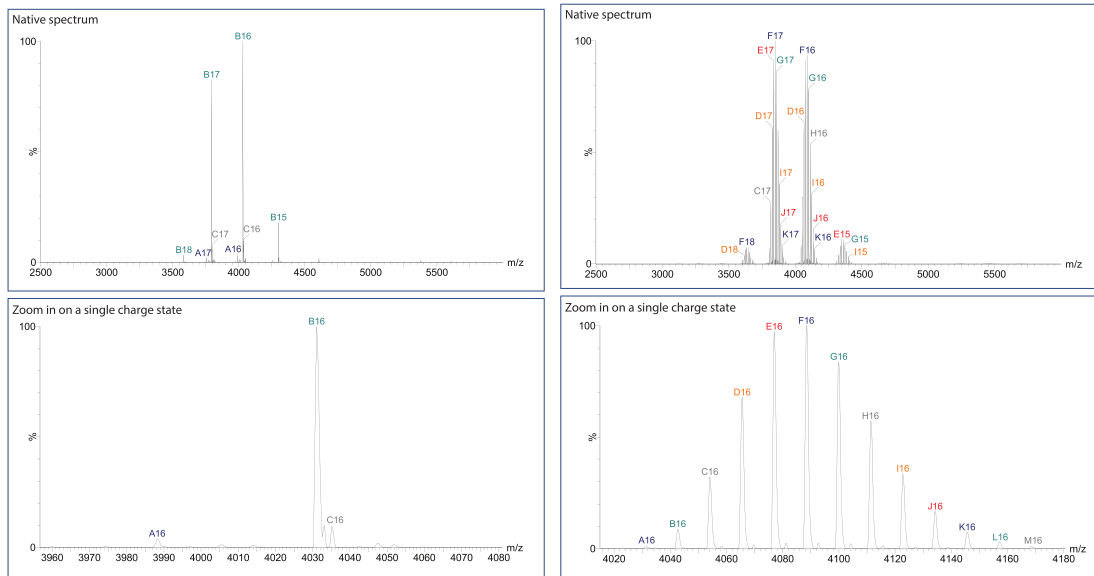 Native spectrum
100
%
0
B16
B17
C17
C16
B18
A17
A16
B15
2500
3000
3500
4000
4500
5000
5500
m/z
Zoom in on a single charge state
100
%
0
B16
A16
C16
3960
3970
3980
3990
4000
4010
4020
4030
4040
4050
4060
4070
4080
m/z
Native spectrum
100
%
0
F17
E17
G17
F16
G16
D17
D16
H16
I17
I16
C17
J17
J16
K17
K16
E15
G15
F18
D18
I15
2500
3000
3500
4000
4500
5000
5500
m/z
Zoom in on a single charge state
100
%
0
F16
E16
G16
D16
H16
C16
I16
J16
B16
K16
A16
L16
M16
4020
4040
4060
4080
4100
4120
4140
4160
4180
m/z